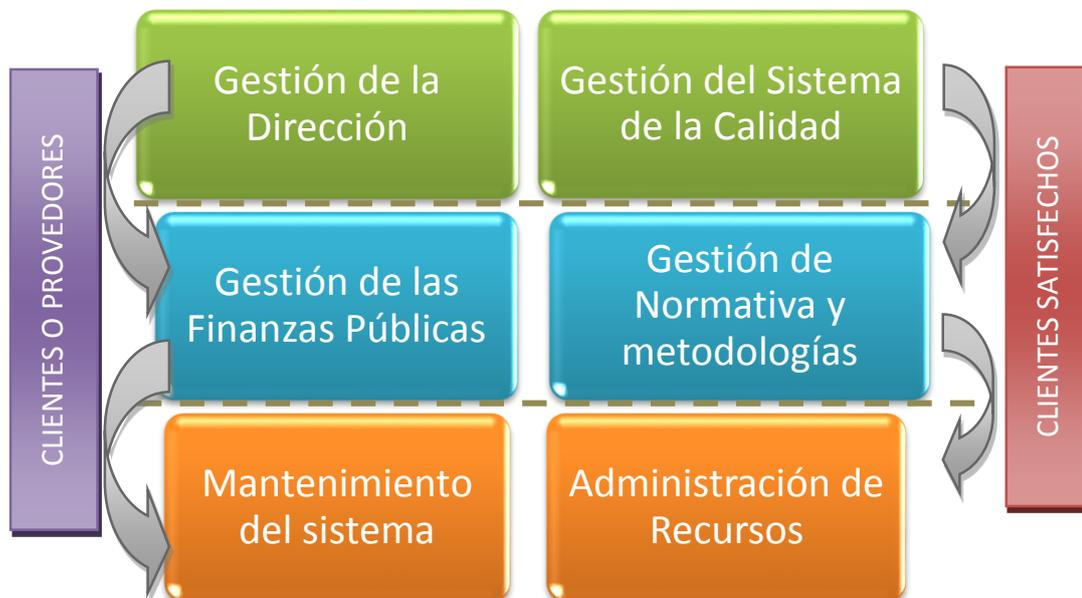 CLIENTES O PROVEDORES
Gestión de la
Dirección
Gestión del Sistema
de la Calidad
Gestión de las
Finanzas Públicas
Gestión de
Normativa y
metodologías
Mantenimiento
del sistema
Administración de
Recursos
CLIENTES SATISFECHOS